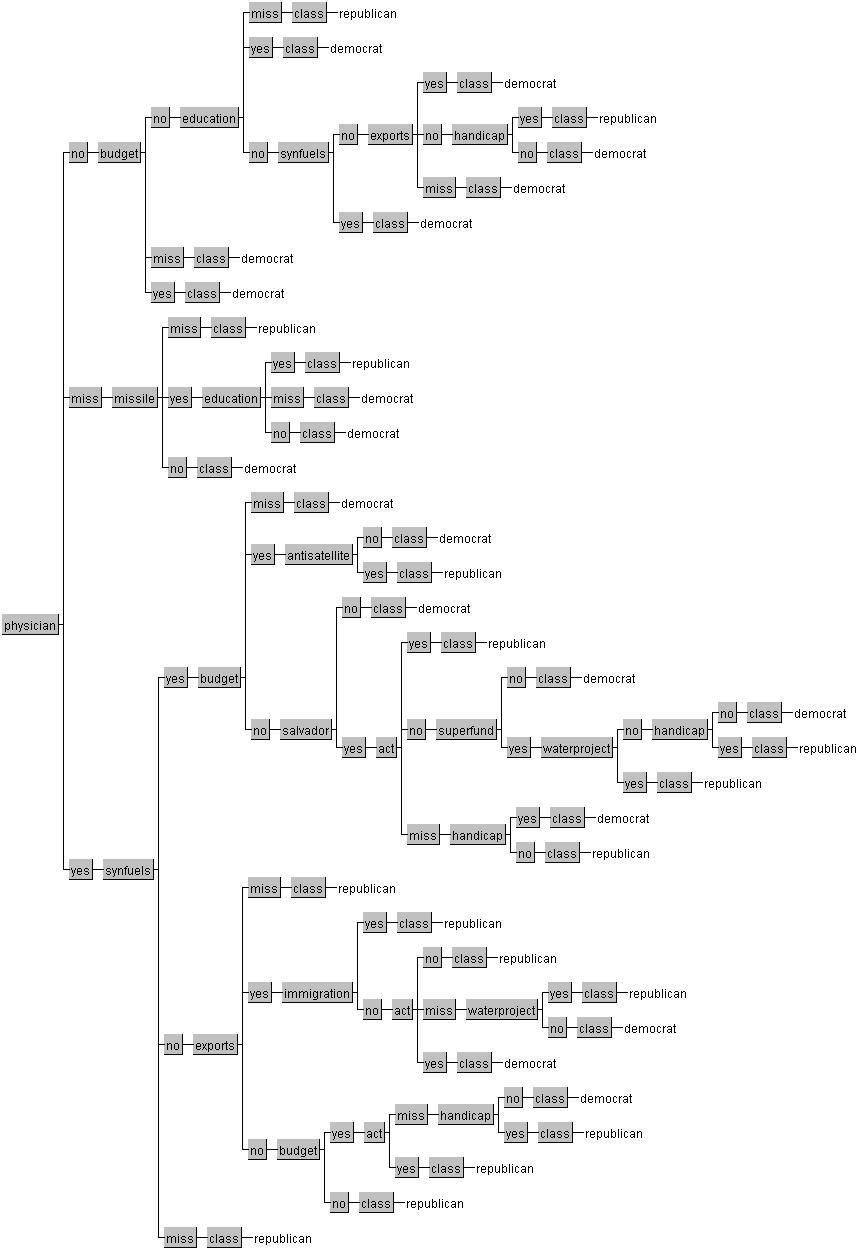 miss class republican
yes class democrat
yes class democrat
no education yes class republican
no exports no handicap
no budget no synfuels no class democrat
miss class democrat
yes class democrat
miss class democrat
yes class democrat
miss class republican
yes class republican
miss missile yes education miss class democrat
no class democrat
no class democrat
miss class democrat
no class democrat
yes antisatellite
yes class republican
no class democrat
physician
yes class republican
yes budget no class democrat
no class democrat
no salvador no superfund no handicap
yes act yes waterproject yes class republican
yes class republican
yes class democrat
miss handicap
no class republican
yes synfuels
miss class republican
yes class republican
no class republican
yes immigration yes class republican
no act miss waterproject
no class democrat
no exports
yes class democrat
no class democrat
miss handicap
yes act yes class republican
no budget
yes class republican
no class republican
miss class republican